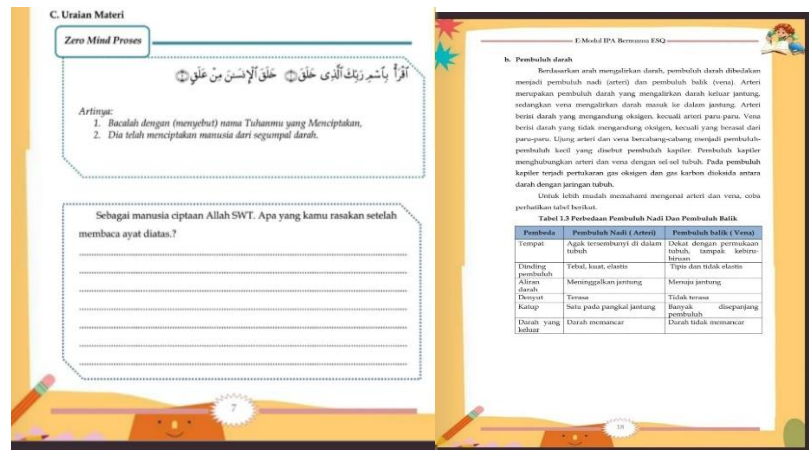 C. Uraian Materi
Zero Mind Proses
ٱقْرَأْ بِٱسْمِ رَبِّكَ ٱلَّذِى خَلَقَ ۝ خَلَقَ ٱلْإِنسَٰنَ مِنْ عَلَقٍ ۝
Artinya:
1. Bacalah dengan (menyebut) nama Tuhanmu yang Menciptakan,
2. Dia telah menciptakan manusia dari segumpal darah.
Sebagai manusia ciptaan Allah SWT. Apa yang kamu rasakan setelah
membaca ayat diatas.?
7
E-Modul IPA Bernuansa ESQ
b. Pembuluh darah
Berdasarkan arah mengalirkan darah, pembuluh darah dibedakan
menjadi pembuluh nadi (arteri) dan pembuluh balik (vena). Arteri
merupakan pembuluh darah yang mengalirkan darah keluar jantung,
sedangkan vena mengalirkan darah masuk ke dalam jantung. Arteri
berisi darah yang mengandung oksigen, kecuali arteri paru-paru. Vena
berisi darah yang tidak mengandung oksigen, kecuali yang berasal dari
paru-paru. Ujung arteri dan vena bercabang-cabang menjadi pembuluh-
pembuluh kecil yang disebut pembuluh kapiler. Pembuluh kapiler
menghubungkan arteri dan vena dengan sel-sel tubuh. Pada pembuluh
kapiler terjadi pertukaran gas oksigen dan gas karbon dioksida antara
darah dengan jaringan tubuh.
Untuk lebih mudah memahami mengenai arteri dan vena, coba
perhatikan tabel berikut.
Tabel 1.3 Perbedaan Pembuluh Nadi Dan Pembuluh Balik
Pembeda Pembuluh Nadi ( Arteri) Pembuluh balik ( Vena)
Tempat Agak tersembunyi di dalam Dekat dengan permukaan
tubuh tubuh, tampak kebiru-
biruan
Dinding Tebal, kuat, elastis Tipis dan tidak elastis
pembuluh
Aliran Meninggalkan jantung Menuju jantung
darah
Denyut Terasa Tidak terasa
Katup Satu pada pangkal jantung Banyak disepanjang
pembuluh
Darah yang Darah memancar Darah tidak memancar
keluar
18